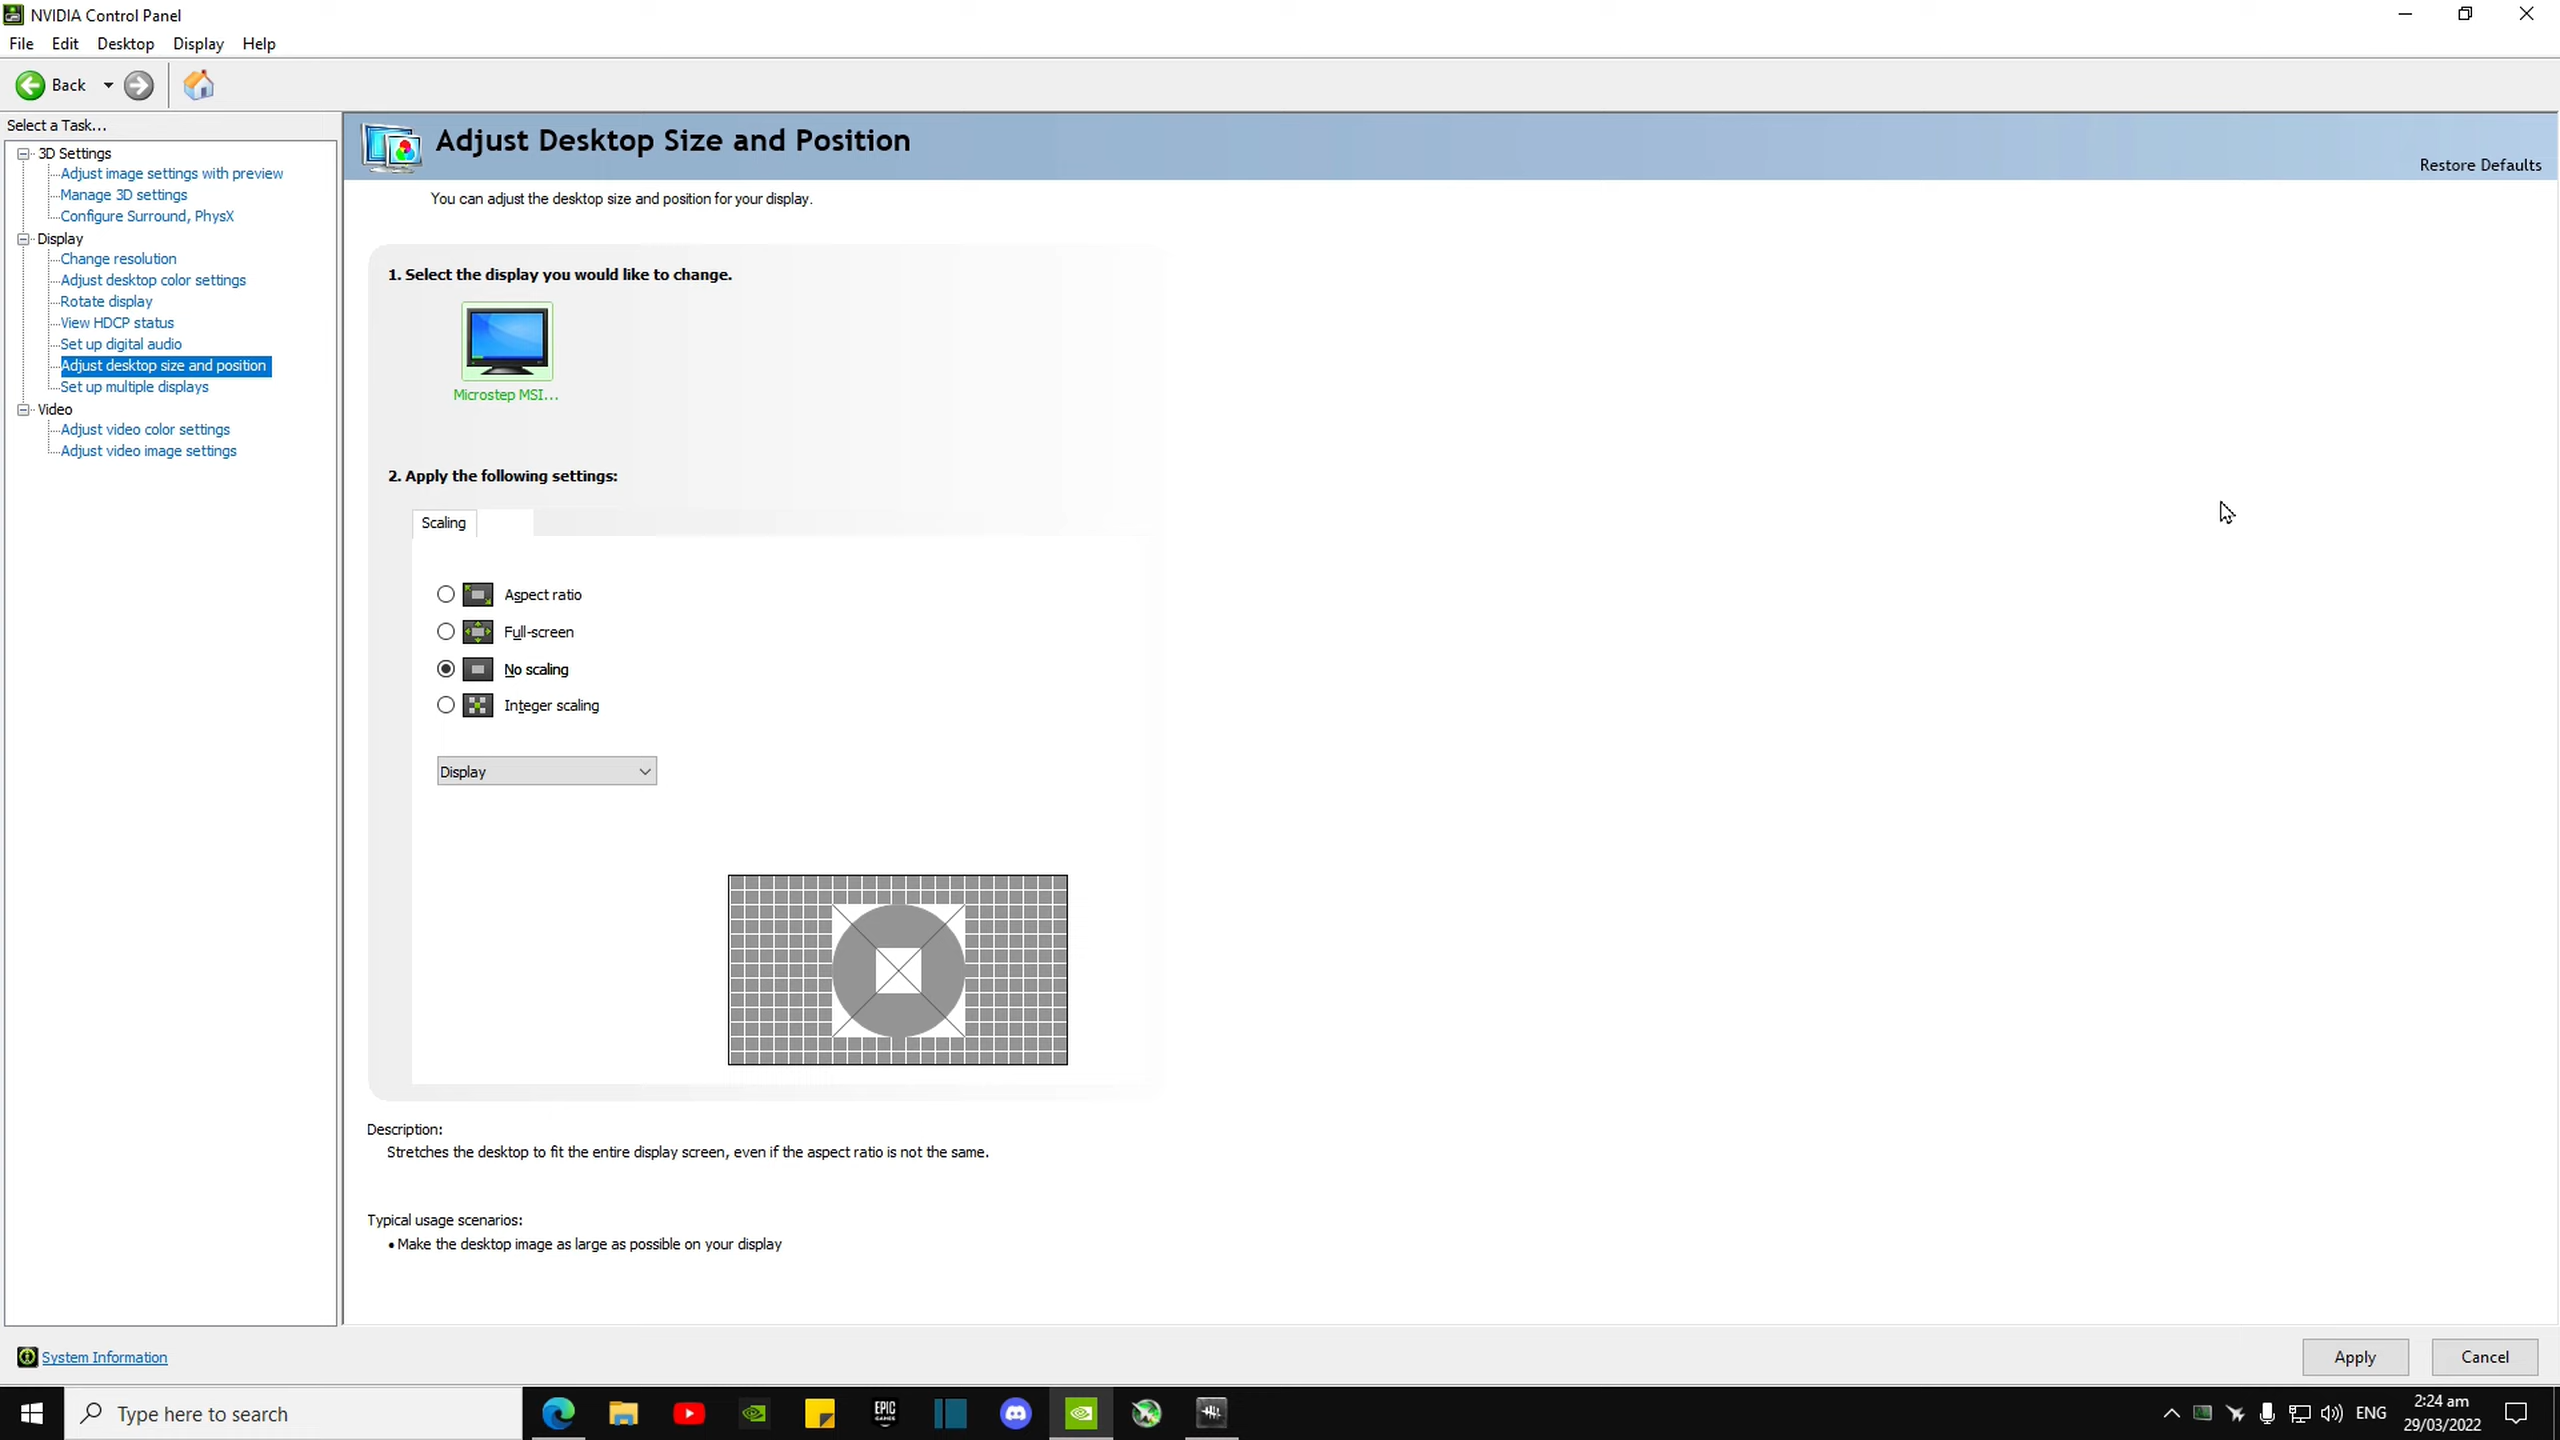 NVIDIA Control Panel
File Edit Desktop Display Help
Back
Select a Task...
3D Settings
Adjust image settings with preview
Manage 3D settings
Configure Surround, PhysX
Display
Change resolution
Adjust desktop color settings
Rotate display
View HDCP status
Set up digital audio
Adjust desktop size and position
Set up multiple displays
Video
Adjust video color settings
Adjust video image settings
Adjust Desktop Size and Position
Restore Defaults
You can adjust the desktop size and position for your display.
1. Select the display you would like to change.
Microstep MSI...
2. Apply the following settings:
Scaling
Aspect ratio
Full-screen
No scaling
Integer scaling
Display
Description:
Stretches the desktop to fit the entire display screen, even if the aspect ratio is not the same.
Typical usage scenarios:
• Make the desktop image as large as possible on your display
System Information
Apply Cancel
Type here to search
EPIC
GAMES
ENG
2:24 am
29/03/2022